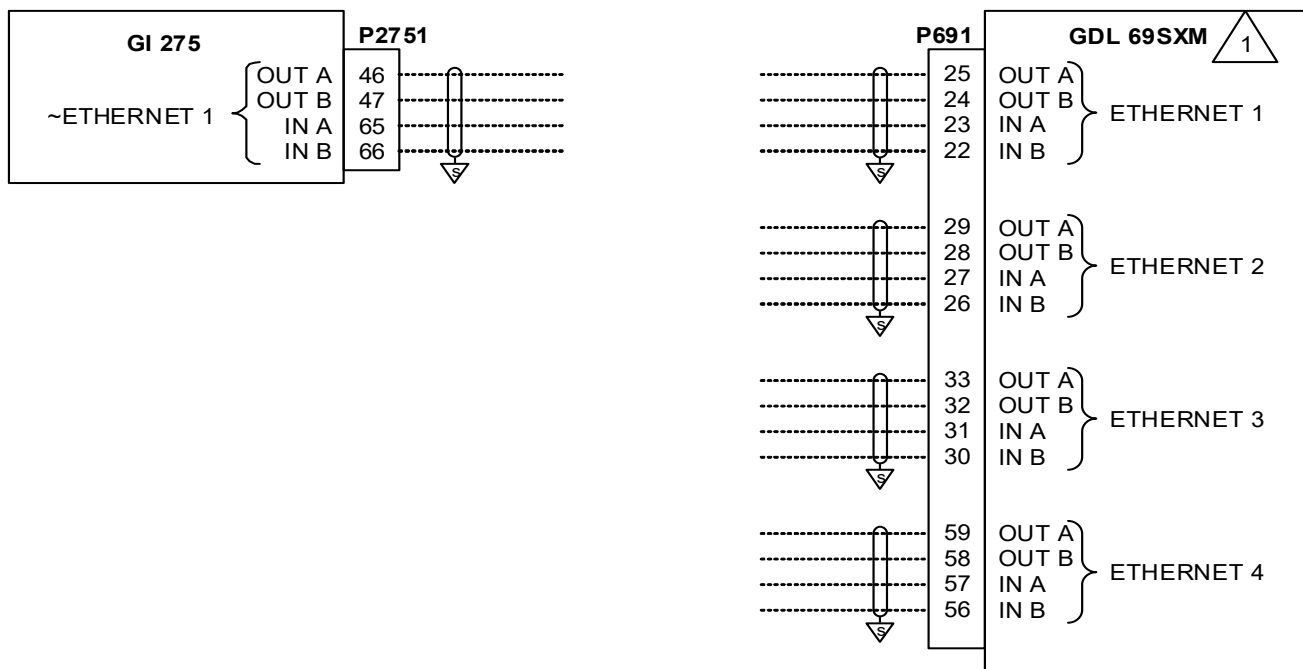 GI 275
P2751
OUT A 46
OUT B 47
~ETHERNET 1
IN A 65
IN B 66
S
P691
GDL 69SXM
1
25 OUT A
24 OUT B
ETHERNET 1
23 IN A
22 IN B
S
29 OUT A
28 OUT B
ETHERNET 2
27 IN A
26 IN B
S
33 OUT A
32 OUT B
ETHERNET 3
31 IN A
30 IN B
S
59 OUT A
58 OUT B
ETHERNET 4
57 IN A
56 IN B
S